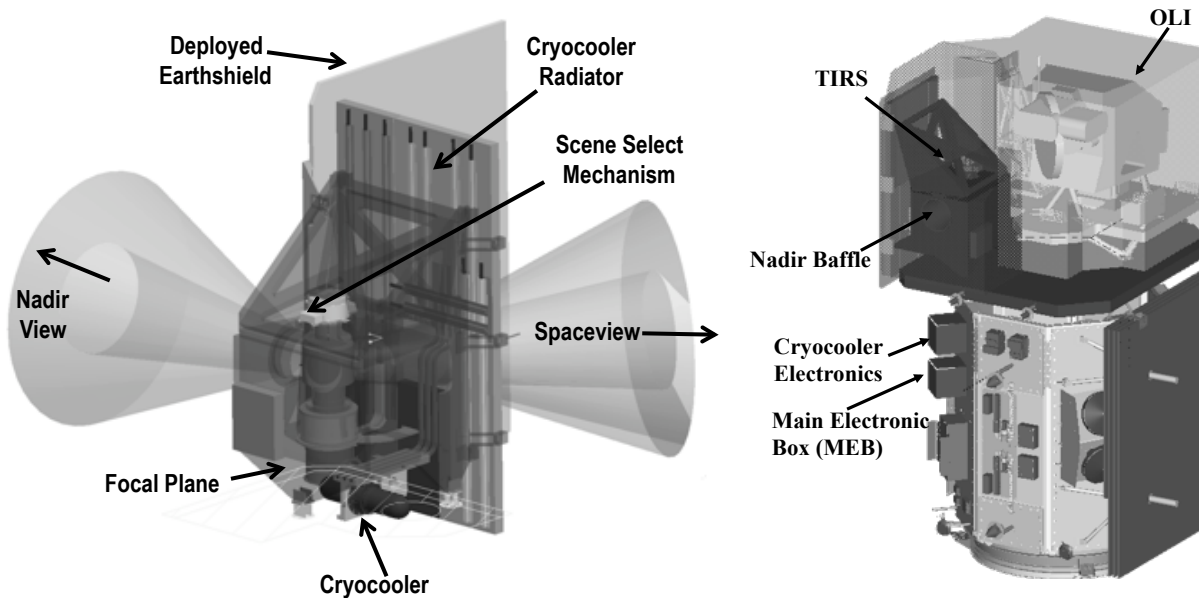 Deployed
Earthshield
Cryocooler
Radiator
Scene Select
Mechanism
Nadir
View
Spaceview
Focal Plane
Cryocooler
OLI
TIRS
Nadir Baffle
Cryocooler
Electronics
Main Electronic
Box (MEB)